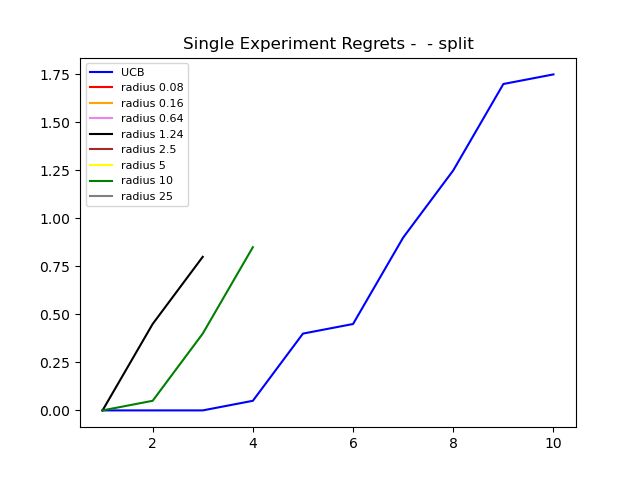 Single Experiment Regrets -  - split
UCB
radius 0.08
radius 0.16
radius 0.64
radius 1.24
radius 2.5
radius 5
radius 10
radius 25
1.75
1.50
1.25
1.00
0.75
0.50
0.25
0.00
2 4 6 8 10